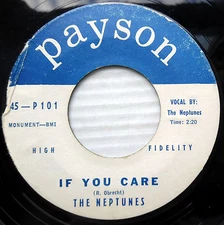 payson
45-P101
MONUMENT-BMI
VOCAL BY:
The Neptunes
Time: 2:20
HIGH FIDELITY
IF YOU CARE
(R. Obrecht)
THE NEPTUNES